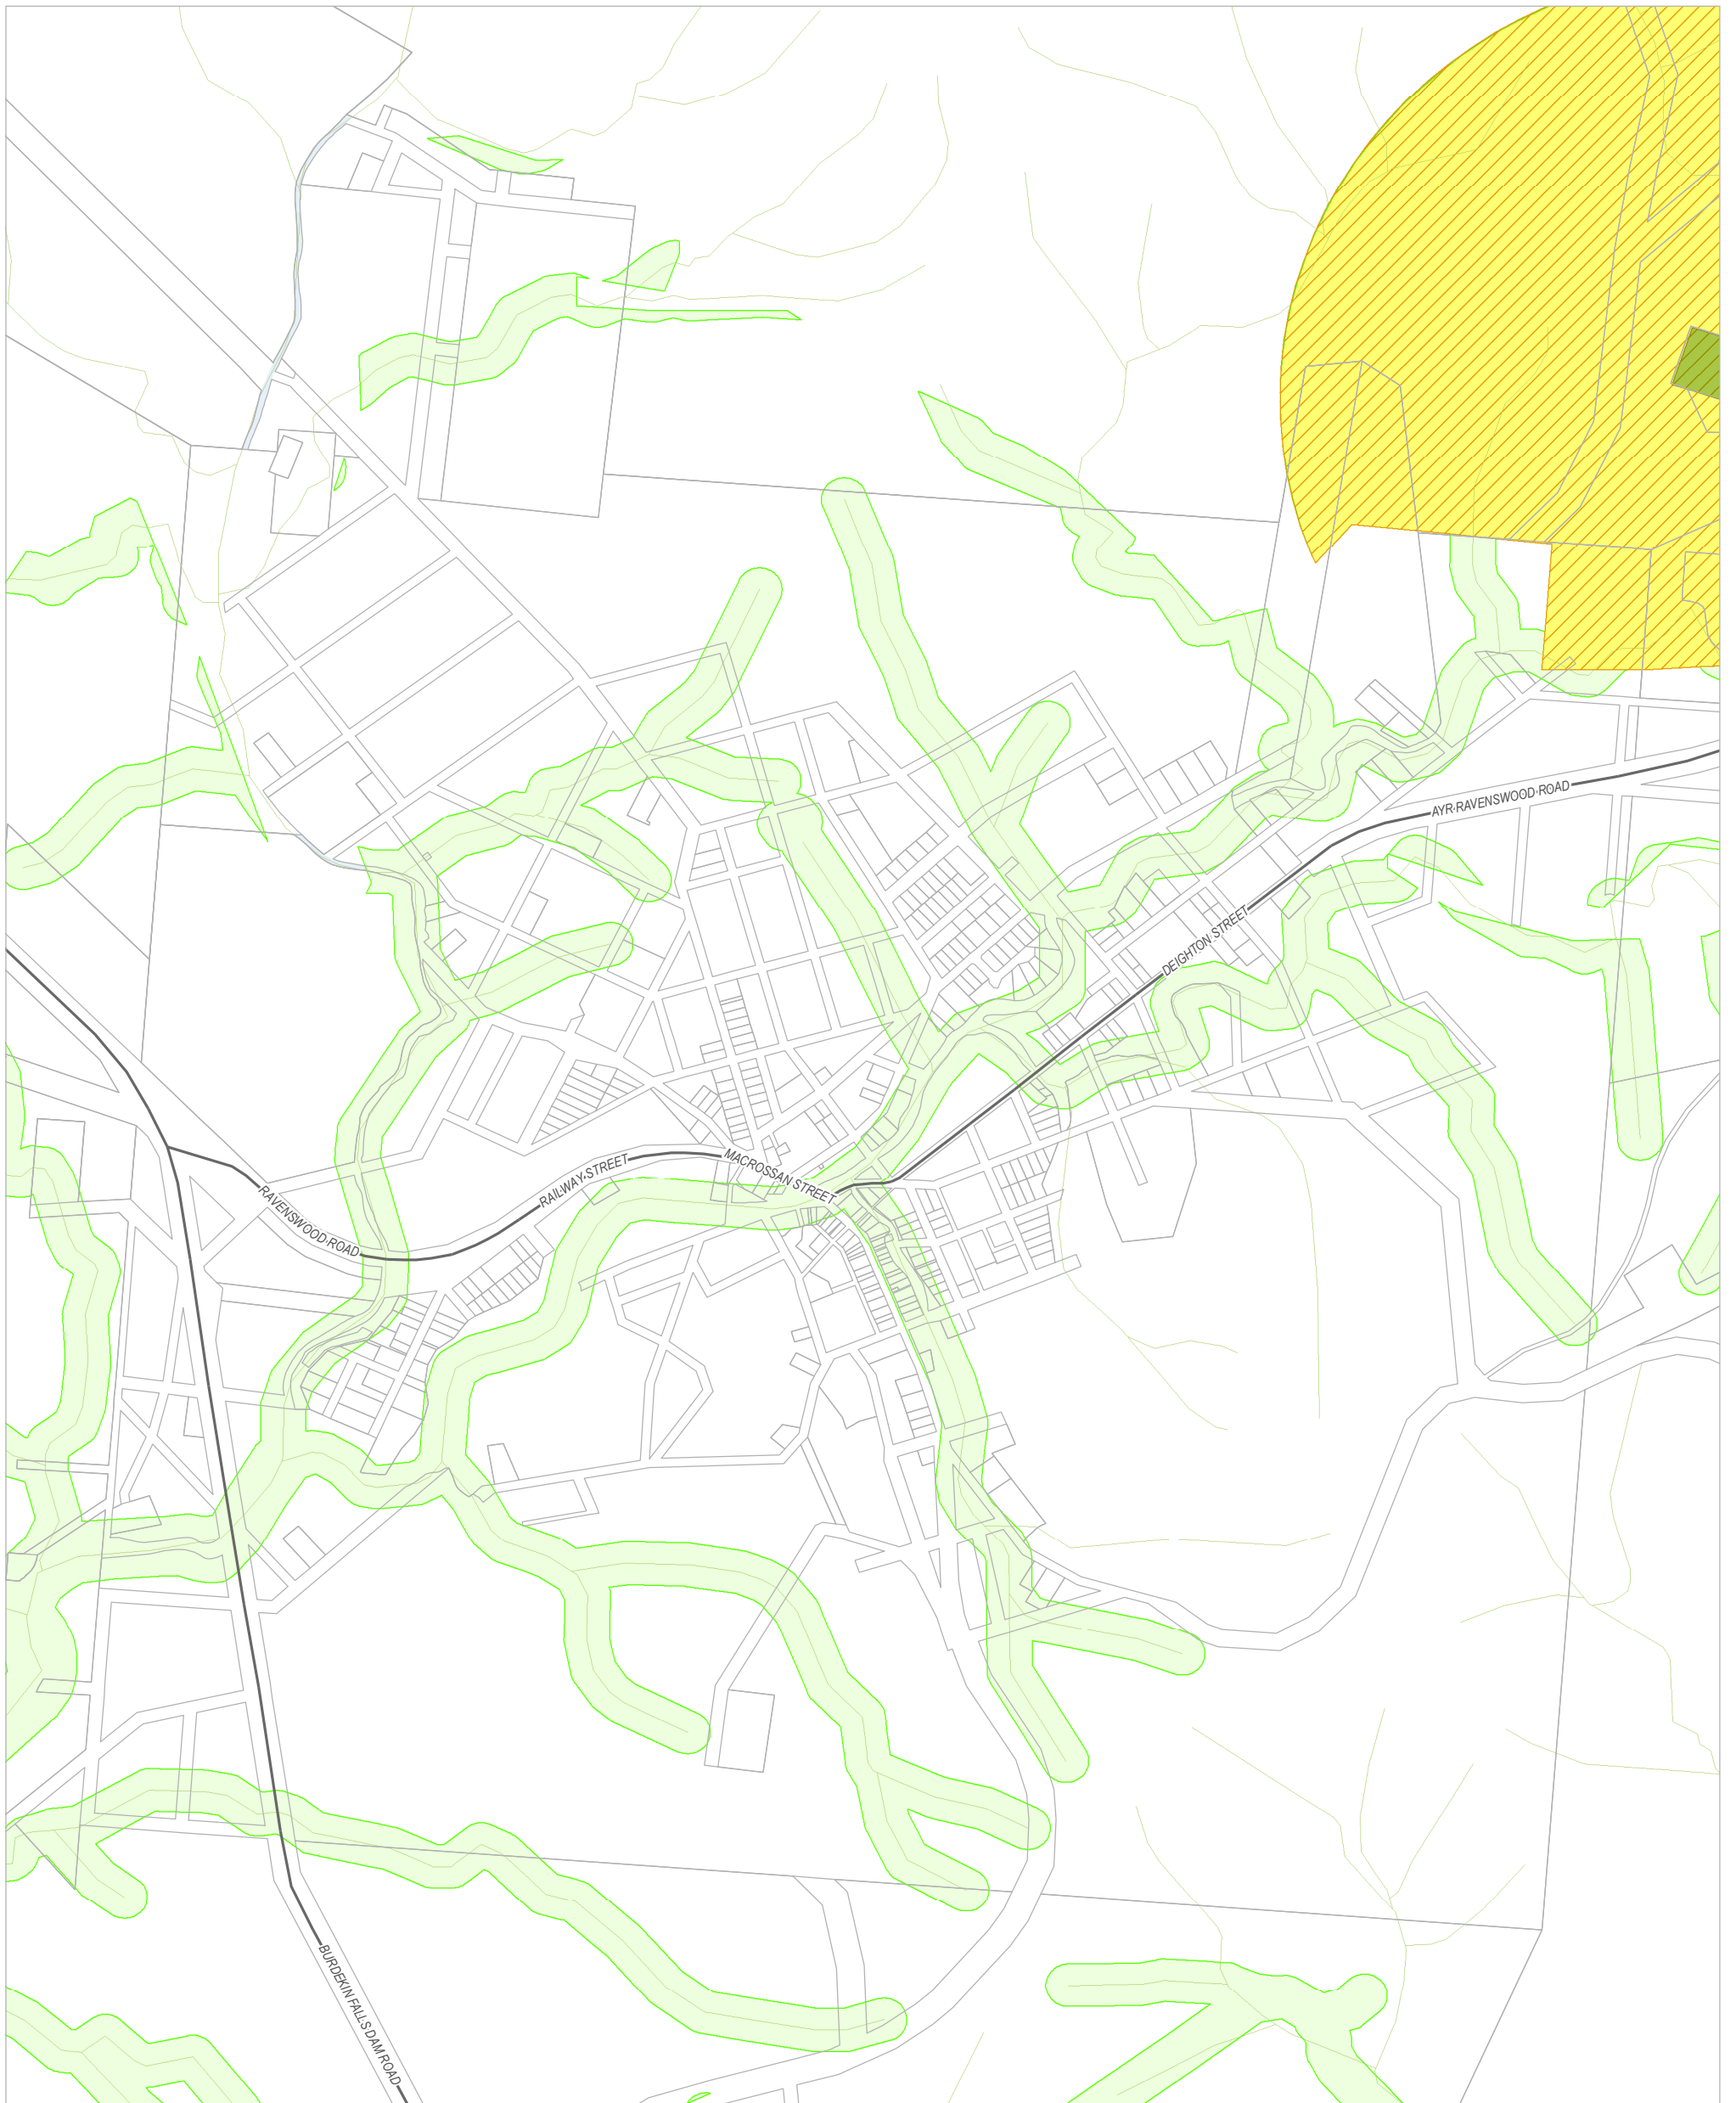 AYR RAVENSWOOD ROAD
DEIGHTON STREET
MACROSSAN STREET
RAILWAY STREET
RAVENSWOOD ROAD
BURDEKIN FALLS DAM ROAD